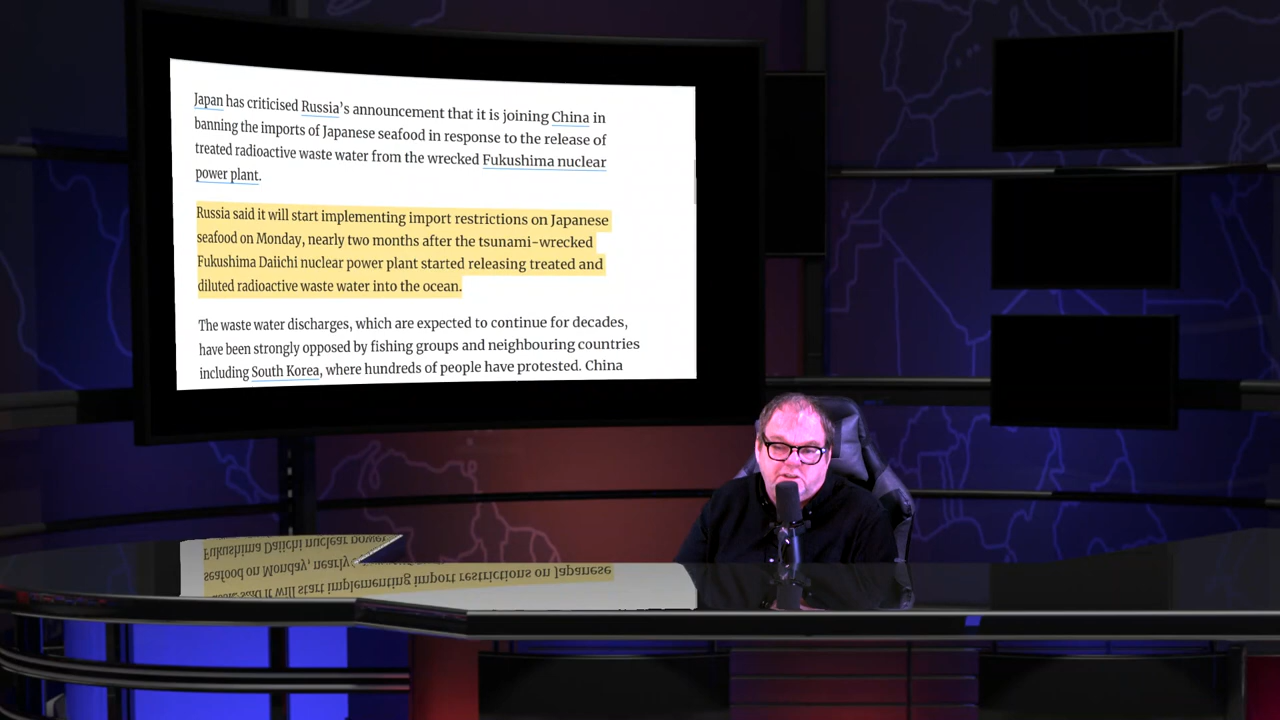 Japan has criticised Russia's announcement that it is joining China in
banning the imports of Japanese seafood in response to the release of
treated radioactive waste water from the wrecked Fukushima nuclear
power plant.
Russia said it will start implementing import restrictions on Japanese
seafood on Monday, nearly two months after the tsunami-wrecked
Fukushima Daiichi nuclear power plant started releasing treated and
diluted radioactive waste water into the ocean.
The waste water discharges, which are expected to continue for decades,
have been strongly opposed by fishing groups and neighbouring countries
including South Korea, where hundreds of people have protested. China